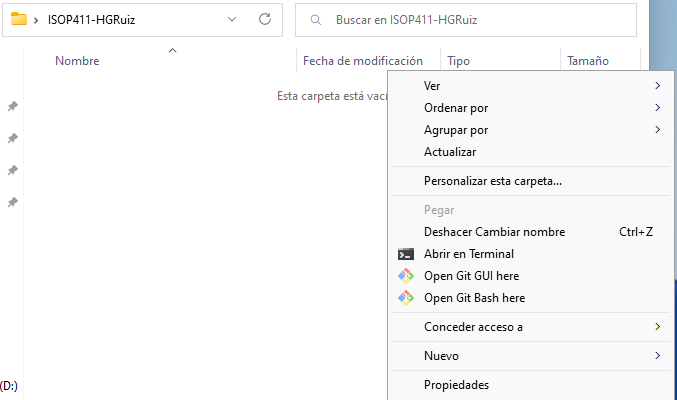 ISOP411-HGRuiz
Buscar en ISOP411-HGRuiz
Nombre
Fecha de modificación
Tipo
Tamaño
Esta carpeta está
Ver
Ordenar por
Agrupar por
Actualizar
Personalizar esta carpeta...
Pegar
Deshacer Cambiar nombre Ctrl+Z
Abrir en Terminal
Open Git GUI here
Open Git Bash here
Conceder acceso a
Nuevo
Propiedades
(D:)